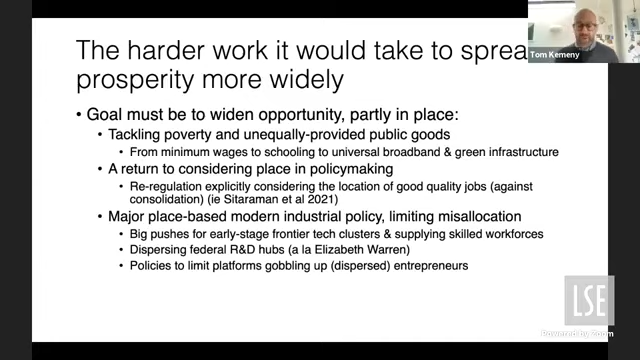 The harder work it would take to sprea
Tom Kemeny
prosperity more widely
• Goal must be to widen opportunity, partly in place:
• Tackling poverty and unequally-provided public goods
• From minimum wages to schooling to universal broadband & green infrastructure
• A return to considering place in policymaking
• Re-regulation explicitly considering the location of good quality jobs (against
consolidation) (ie Sitaraman et al 2021)
• Major place-based modern industrial policy, limiting misallocation
• Big pushes for early-stage frontier tech clusters & supplying skilled workforces
• Dispersing federal R&D hubs (a la Elizabeth Warren)
• Policies to limit platforms gobbling up (dispersed) entrepreneurs
LSE
Powered by Zoom